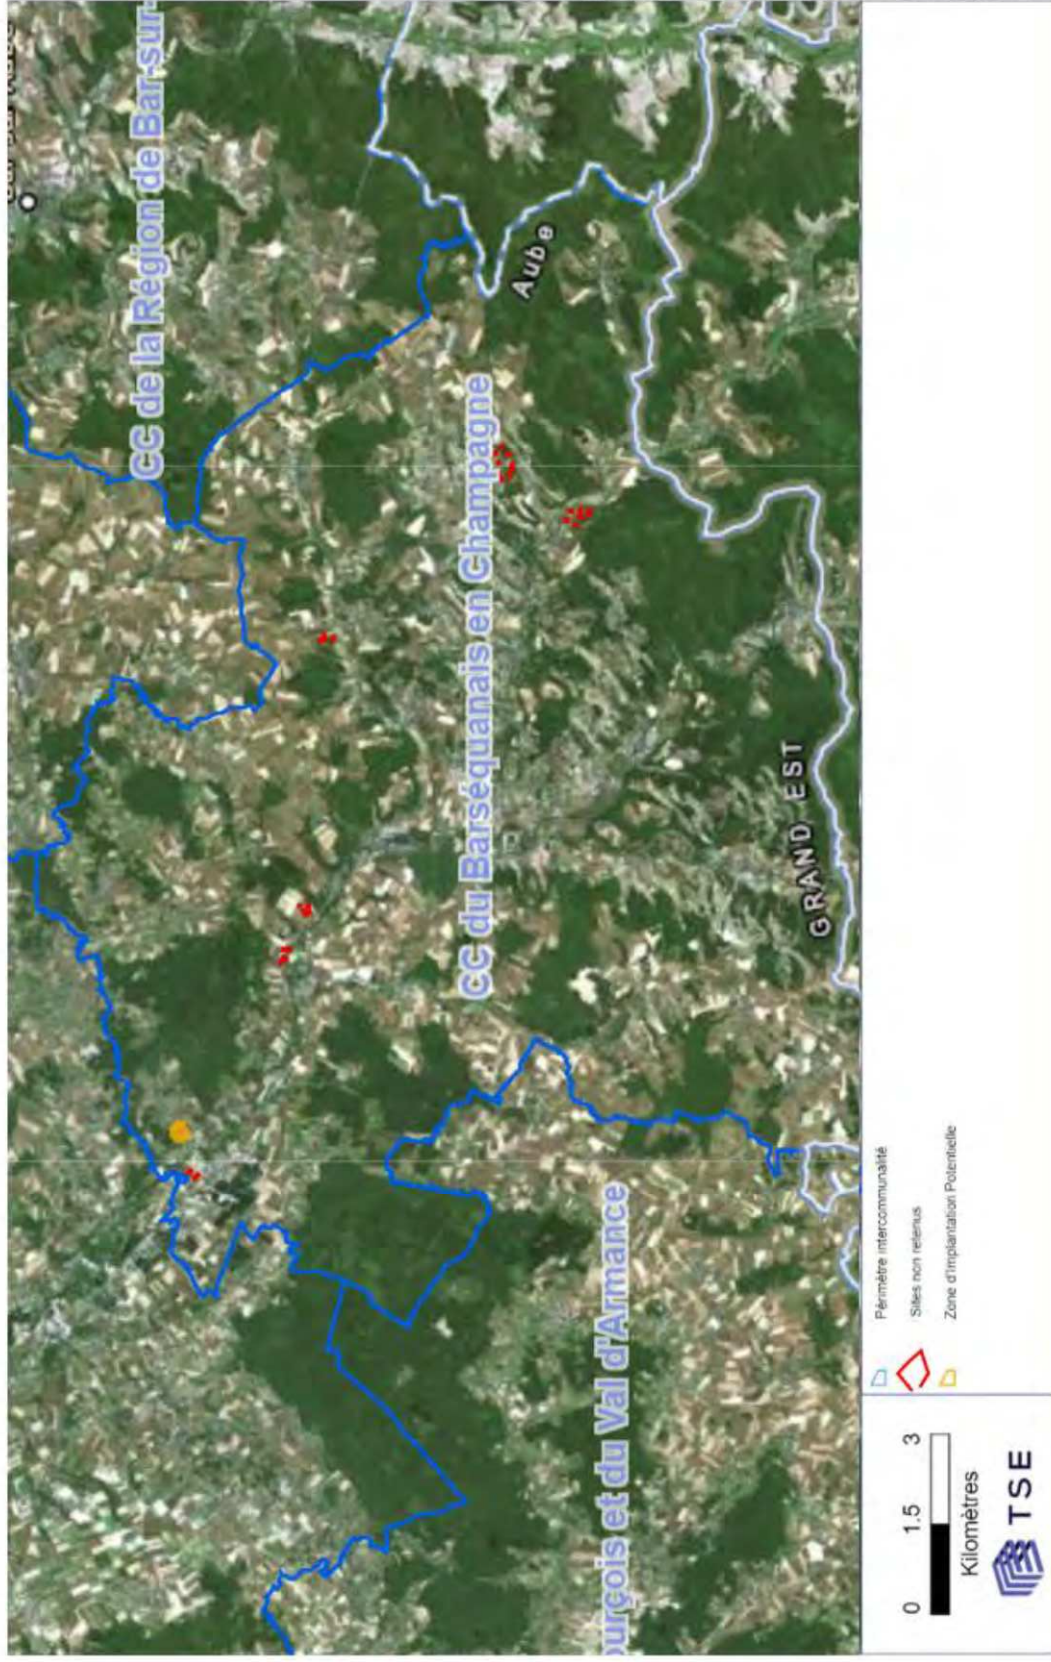 CC de la Région de Bar-sur-
Aube
CC du Barséquanais en Champagne
GRAND EST
ourçois et du Val d'Armance
0 1.5 3
Kilomètres
TSE
Périmètre intercommunalité
Sites non retenus
Zone d'Implantation Potentielle